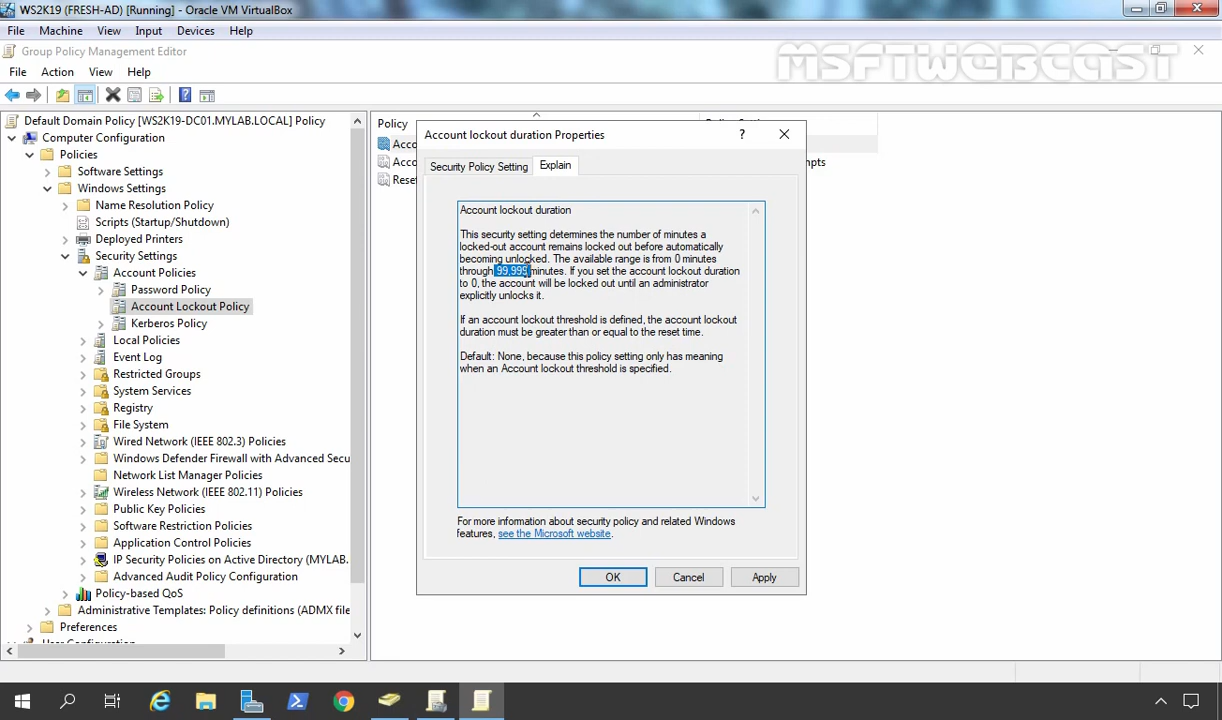 WS2K19 (FRESH-AD) [Running] - Oracle VM VirtualBox
File Machine View Input Devices Help
Group Policy Management Editor
MSFTWEBCAST
File Action View Help
Default Domain Policy [WS2K19-DC01.MYLAB.LOCAL] Policy
Computer Configuration
Policies
Software Settings
Windows Settings
Name Resolution Policy
Scripts (Startup/Shutdown)
Deployed Printers
Security Settings
Account Policies
Password Policy
Account Lockout Policy
Kerberos Policy
Local Policies
Event Log
Restricted Groups
System Services
Registry
File System
Wired Network (IEEE 802.3) Policies
Windows Defender Firewall with Advanced Secu
Network List Manager Policies
Wireless Network (IEEE 802.11) Policies
Public Key Policies
Software Restriction Policies
Application Control Policies
IP Security Policies on Active Directory (MYLAB.
Advanced Audit Policy Configuration
Policy-based QoS
Administrative Templates: Policy definitions (ADMX file
Preferences
Policy
Acco
Acco
Reset
mpts
Account lockout duration Properties
?
Security Policy Setting Explain
Account lockout duration
This security setting determines the number of minutes a
locked-out account remains locked out before automatically
becoming unlocked. The available range is from 0 minutes
through 99,999 minutes. If you set the account lockout duration
to 0, the account will be locked out until an administrator
explicitly unlocks it.
If an account lockout threshold is defined, the account lockout
duration must be greater than or equal to the reset time.
Default: None, because this policy setting only has meaning
when an Account lockout threshold is specified.
For more information about security policy and related Windows
features, see the Microsoft website.
OK Cancel Apply